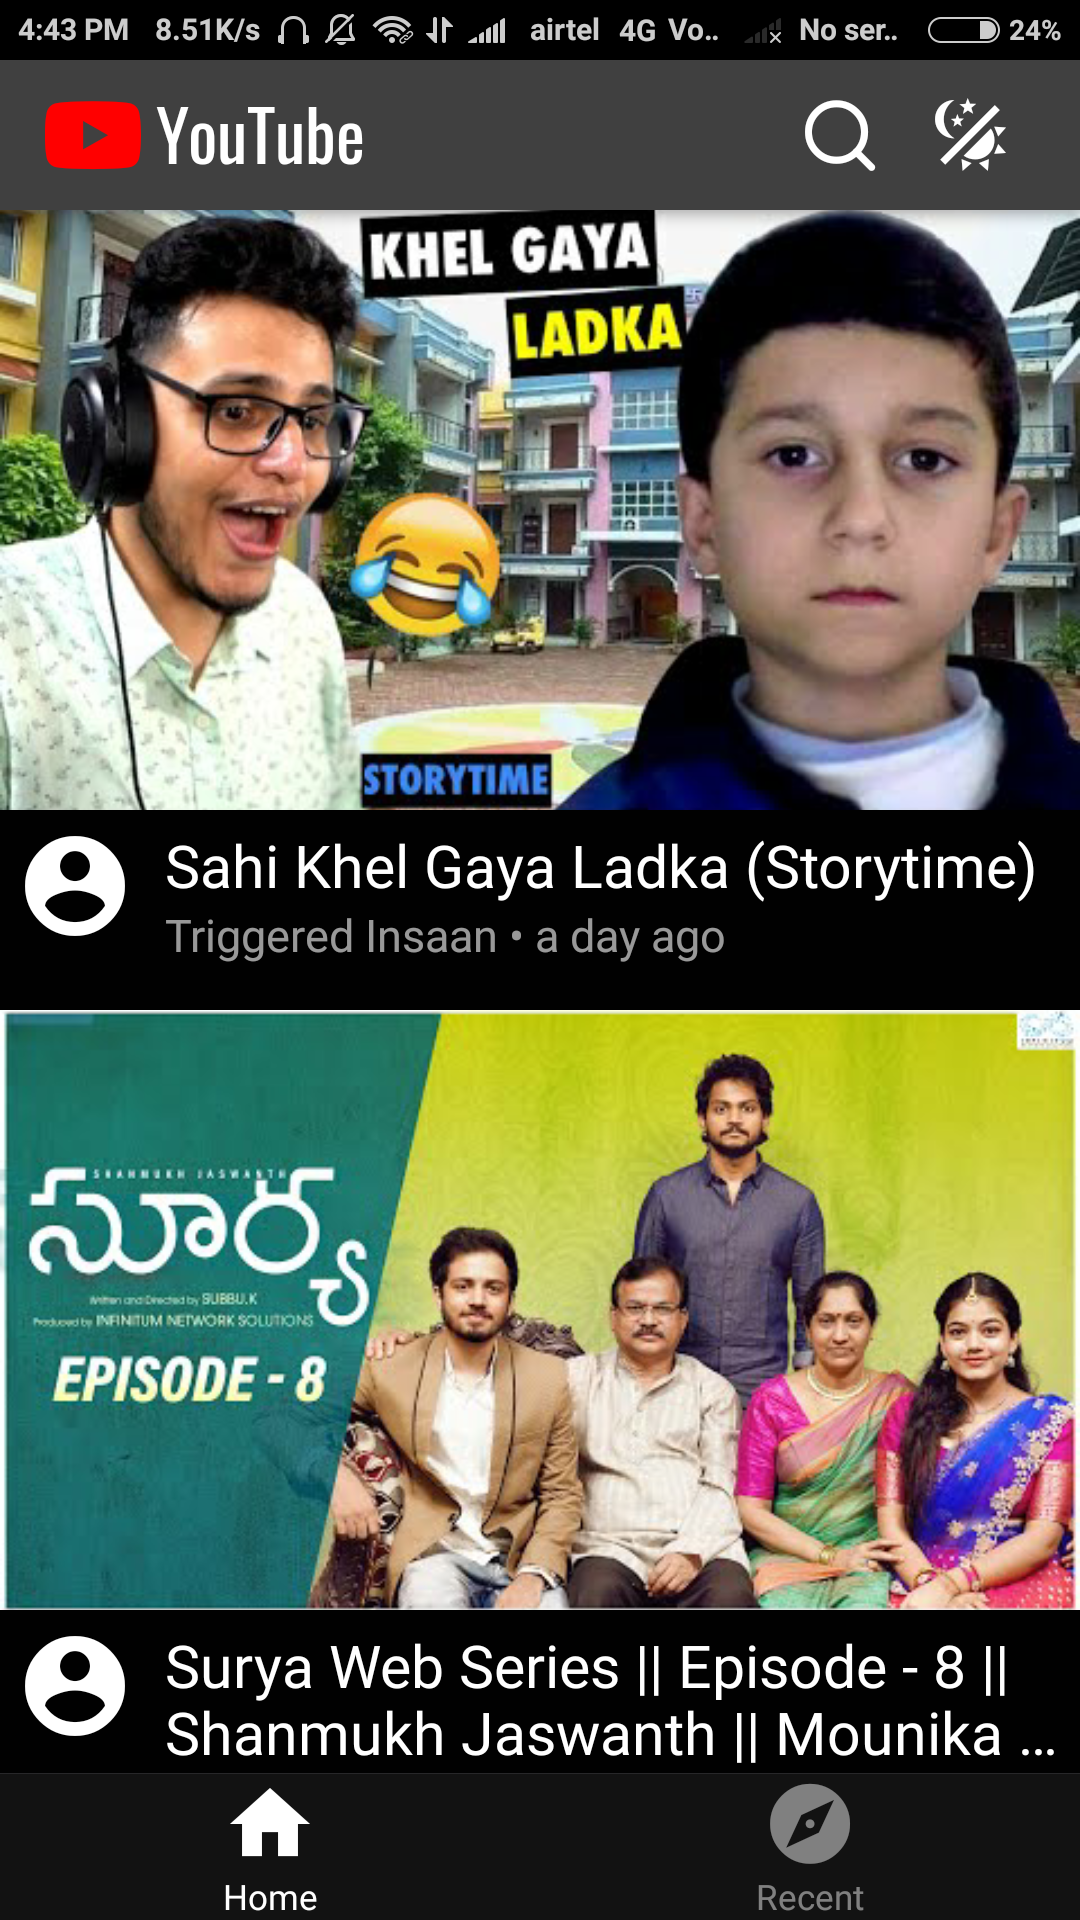 4:43 PM 8.51K/s airtel 4G Vo.. No ser.. 24%
YouTube
KHEL GAYA
LADKA
STORYTIME
Sahi Khel Gaya Ladka (Storytime)
Triggered Insaan • a day ago
SHANMUKH JASWANTH
సూర్య
Written and Directed by SUBBU.K
Produced by INFINITUM NETWORK SOLUTIONS
EPISODE - 8
Surya Web Series || Episode - 8 ||
Shanmukh Jaswanth || Mounika ...
Home
Recent